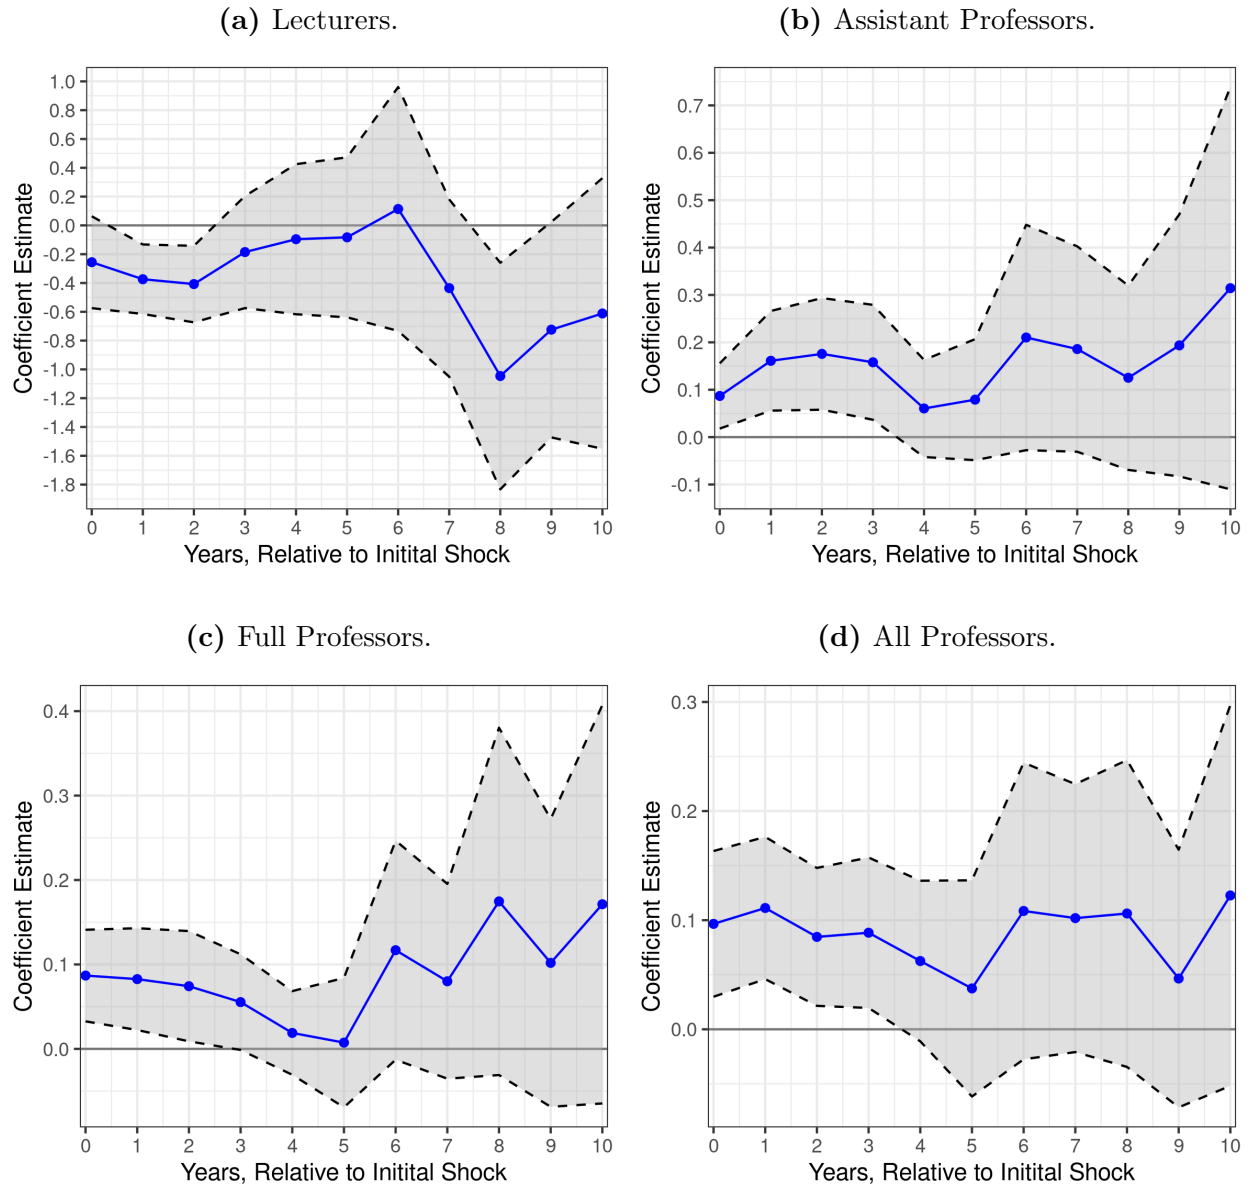 (a) Lecturers.
1.0
0.8
0.6
0.4
0.2
0.0
-0.2
-0.4
-0.6
-0.8
-1.0
-1.2
-1.4
-1.6
-1.8
Coefficient Estimate
0 1 2 3 4 5 6 7 8 9 10
Years, Relative to Initital Shock
(b) Assistant Professors.
0.7
0.6
0.5
0.4
0.3
0.2
0.1
0.0
-0.1
Coefficient Estimate
0 1 2 3 4 5 6 7 8 9 10
Years, Relative to Initital Shock
(c) Full Professors.
0.4
0.3
0.2
0.1
0.0
Coefficient Estimate
0 1 2 3 4 5 6 7 8 9 10
Years, Relative to Initital Shock
(d) All Professors.
0.3
0.2
0.1
0.0
Coefficient Estimate
0 1 2 3 4 5 6 7 8 9 10
Years, Relative to Initital Shock